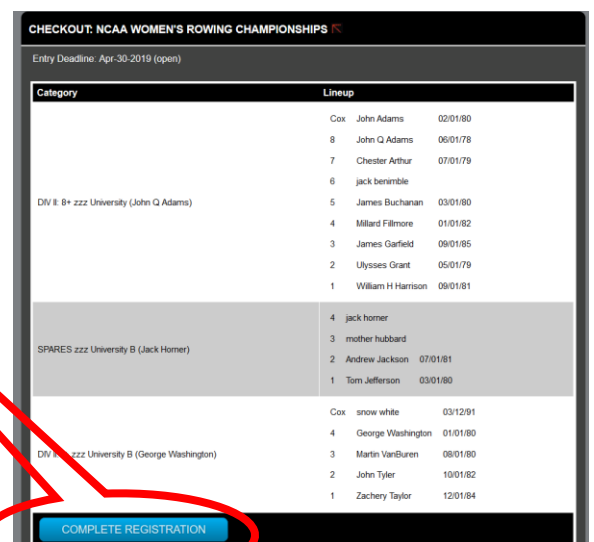 CHECKOUT: NCAA WOMEN'S ROWING CHAMPIONSHIPS
Entry Deadline: Apr-30-2019 (open)
Category Lineup
DIV II: 8+ zzz University (John Q Adams)
Cox John Adams 02/01/80
8 John Q Adams 06/01/78
7 Chester Arthur 07/01/79
6 jack benimble
5 James Buchanan 03/01/80
4 Millard Fillmore 01/01/82
3 James Garfield 09/01/85
2 Ulysses Grant 05/01/79
1 William H Harrison 09/01/81
SPARES zzz University B (Jack Horner)
4 jack horner
3 mother hubbard
2 Andrew Jackson 07/01/81
1 Tom Jefferson 03/01/80
DIV zzz University B (George Washington)
Cox snow white 03/12/91
4 George Washington 01/01/80
3 Martin VanBuren 08/01/80
2 John Tyler 10/01/82
1 Zachery Taylor 12/01/84
COMPLETE REGISTRATION